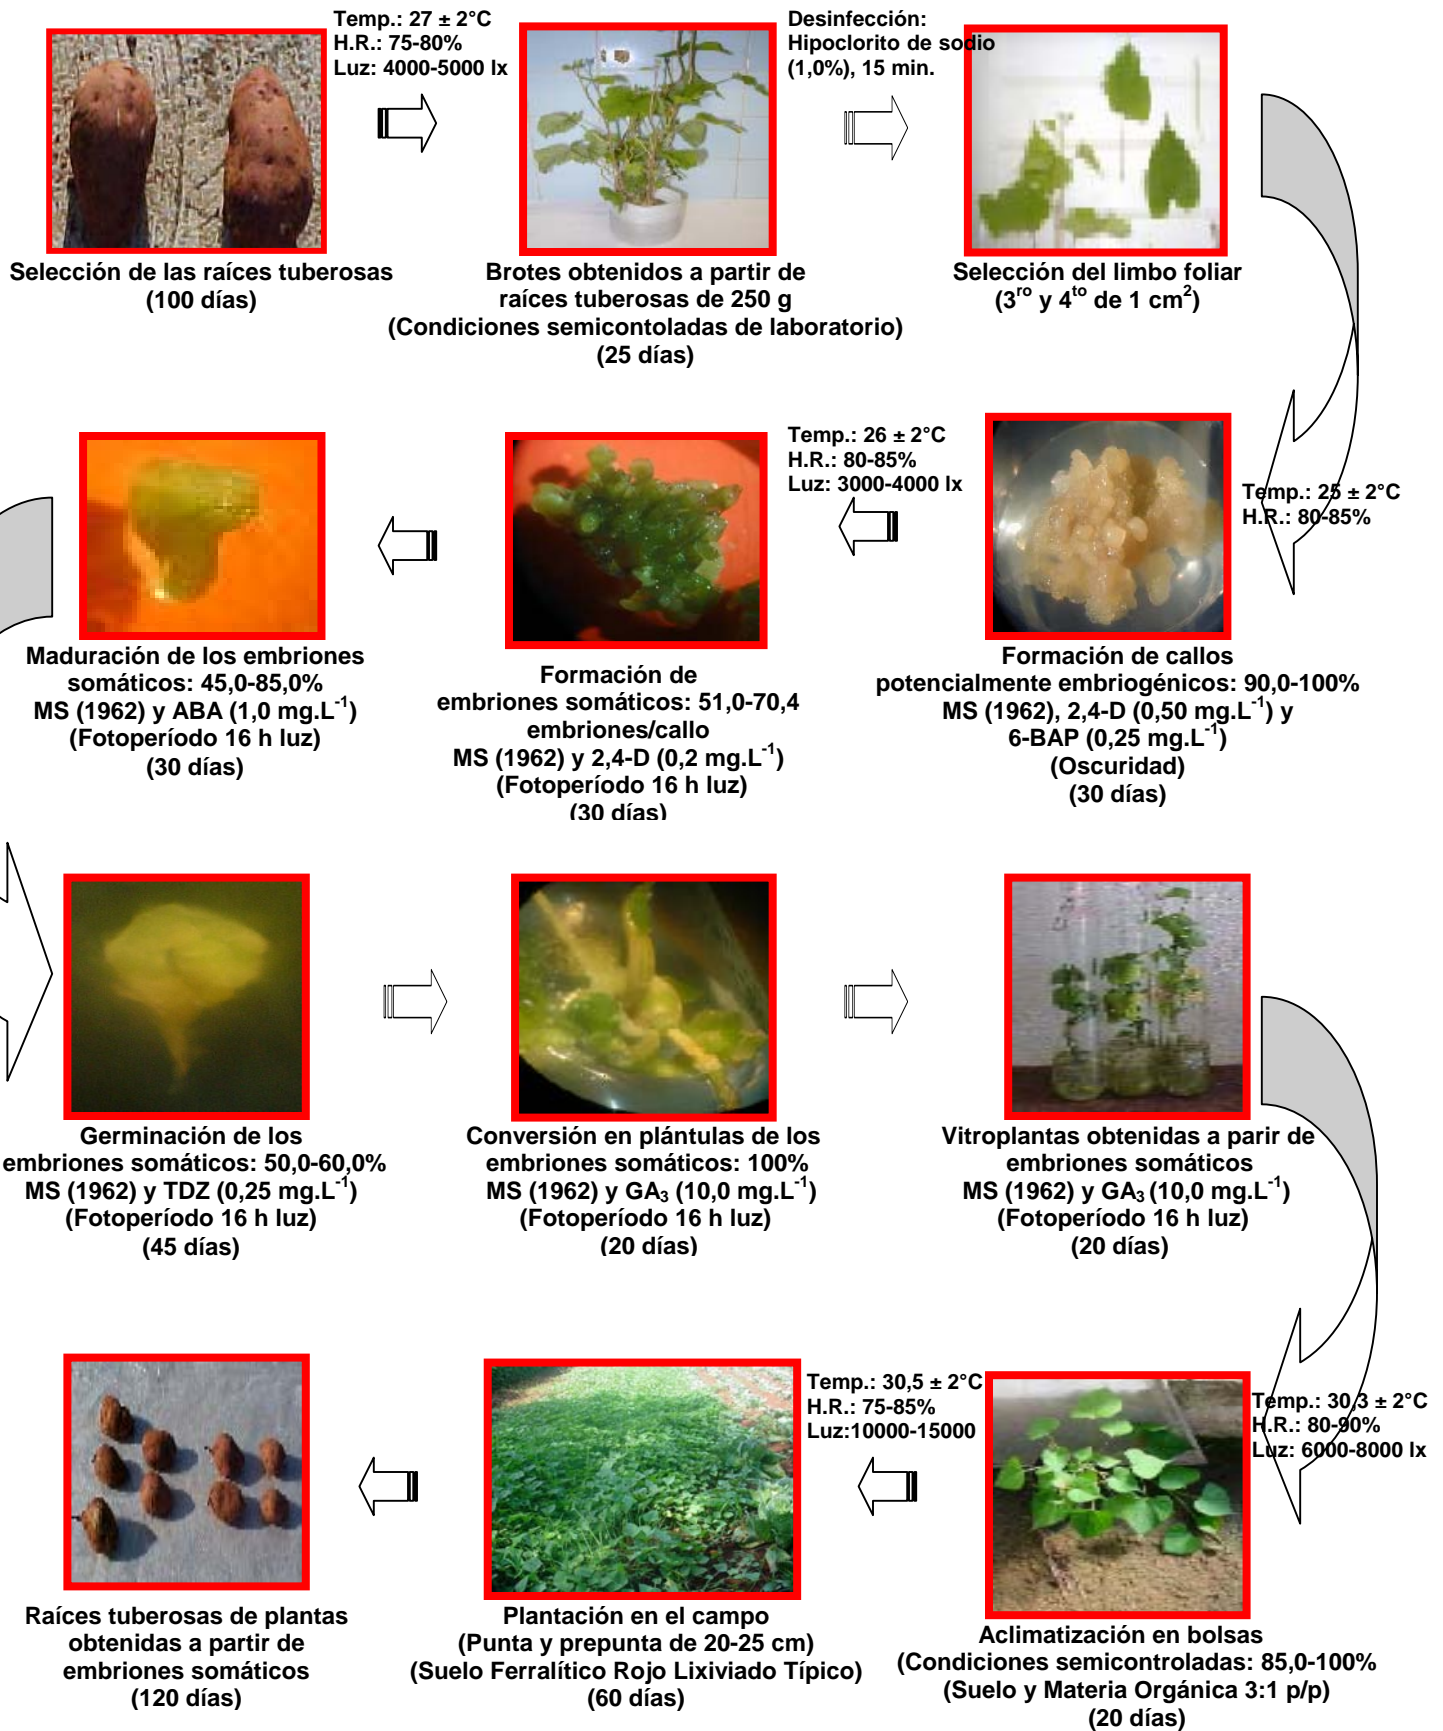 Temp.: 27 ± 2°C
H.R.: 75-80%
Luz: 4000-5000 lx
Desinfección:
Hipoclorito de sodio
(1,0%), 15 min.
Selección de las raíces tuberosas
(100 días)
Brotes obtenidos a partir de
raíces tuberosas de 250 g
(Condiciones semicontoladas de laboratorio)
(25 días)
Selección del limbo foliar
(3ro y 4to de 1 cm2)
Temp.: 25 ± 2°C
H.R.: 80-85%
Formación de callos
potencialmente embriogénicos: 90,0-100%
MS (1962), 2,4-D (0,50 mg.L-1) y
6-BAP (0,25 mg.L-1)
(Oscuridad)
(30 días)
Temp.: 26 ± 2°C
H.R.: 80-85%
Luz: 3000-4000 lx
Formación de
embriones somáticos: 51,0-70,4
embriones/callo
MS (1962) y 2,4-D (0,2 mg.L-1)
(Fotoperíodo 16 h luz)
(30 días)
Maduración de los embriones
somáticos: 45,0-85,0%
MS (1962) y ABA (1,0 mg.L-1)
(Fotoperíodo 16 h luz)
(30 días)
Germinación de los
embriones somáticos: 50,0-60,0%
MS (1962) y TDZ (0,25 mg.L-1)
(Fotoperíodo 16 h luz)
(45 días)
Conversión en plántulas de los
embriones somáticos: 100%
MS (1962) y GA3 (10,0 mg.L-1)
(Fotoperíodo 16 h luz)
(20 días)
Vitroplantas obtenidas a parir de
embriones somáticos
MS (1962) y GA3 (10,0 mg.L-1)
(Fotoperíodo 16 h luz)
(20 días)
Temp.: 30,3 ± 2°C
H.R.: 80-90%
Luz: 6000-8000 lx
Aclimatización en bolsas
(Condiciones semicontroladas: 85,0-100%
(Suelo y Materia Orgánica 3:1 p/p)
(20 días)
Temp.: 30,5 ± 2°C
H.R.: 75-85%
Luz:10000-15000
Plantación en el campo
(Punta y prepunta de 20-25 cm)
(Suelo Ferralítico Rojo Lixiviado Típico)
(60 días)
Raíces tuberosas de plantas
obtenidas a partir de
embriones somáticos
(120 días)